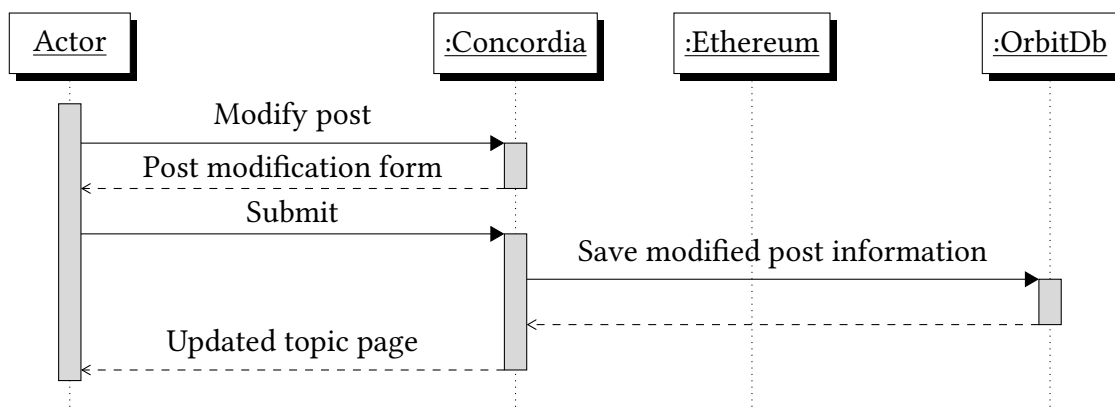 Actor
:Concordia
:Ethereum
:OrbitDb
Modify post
Post modification form
Submit
Save modified post information
Updated topic page